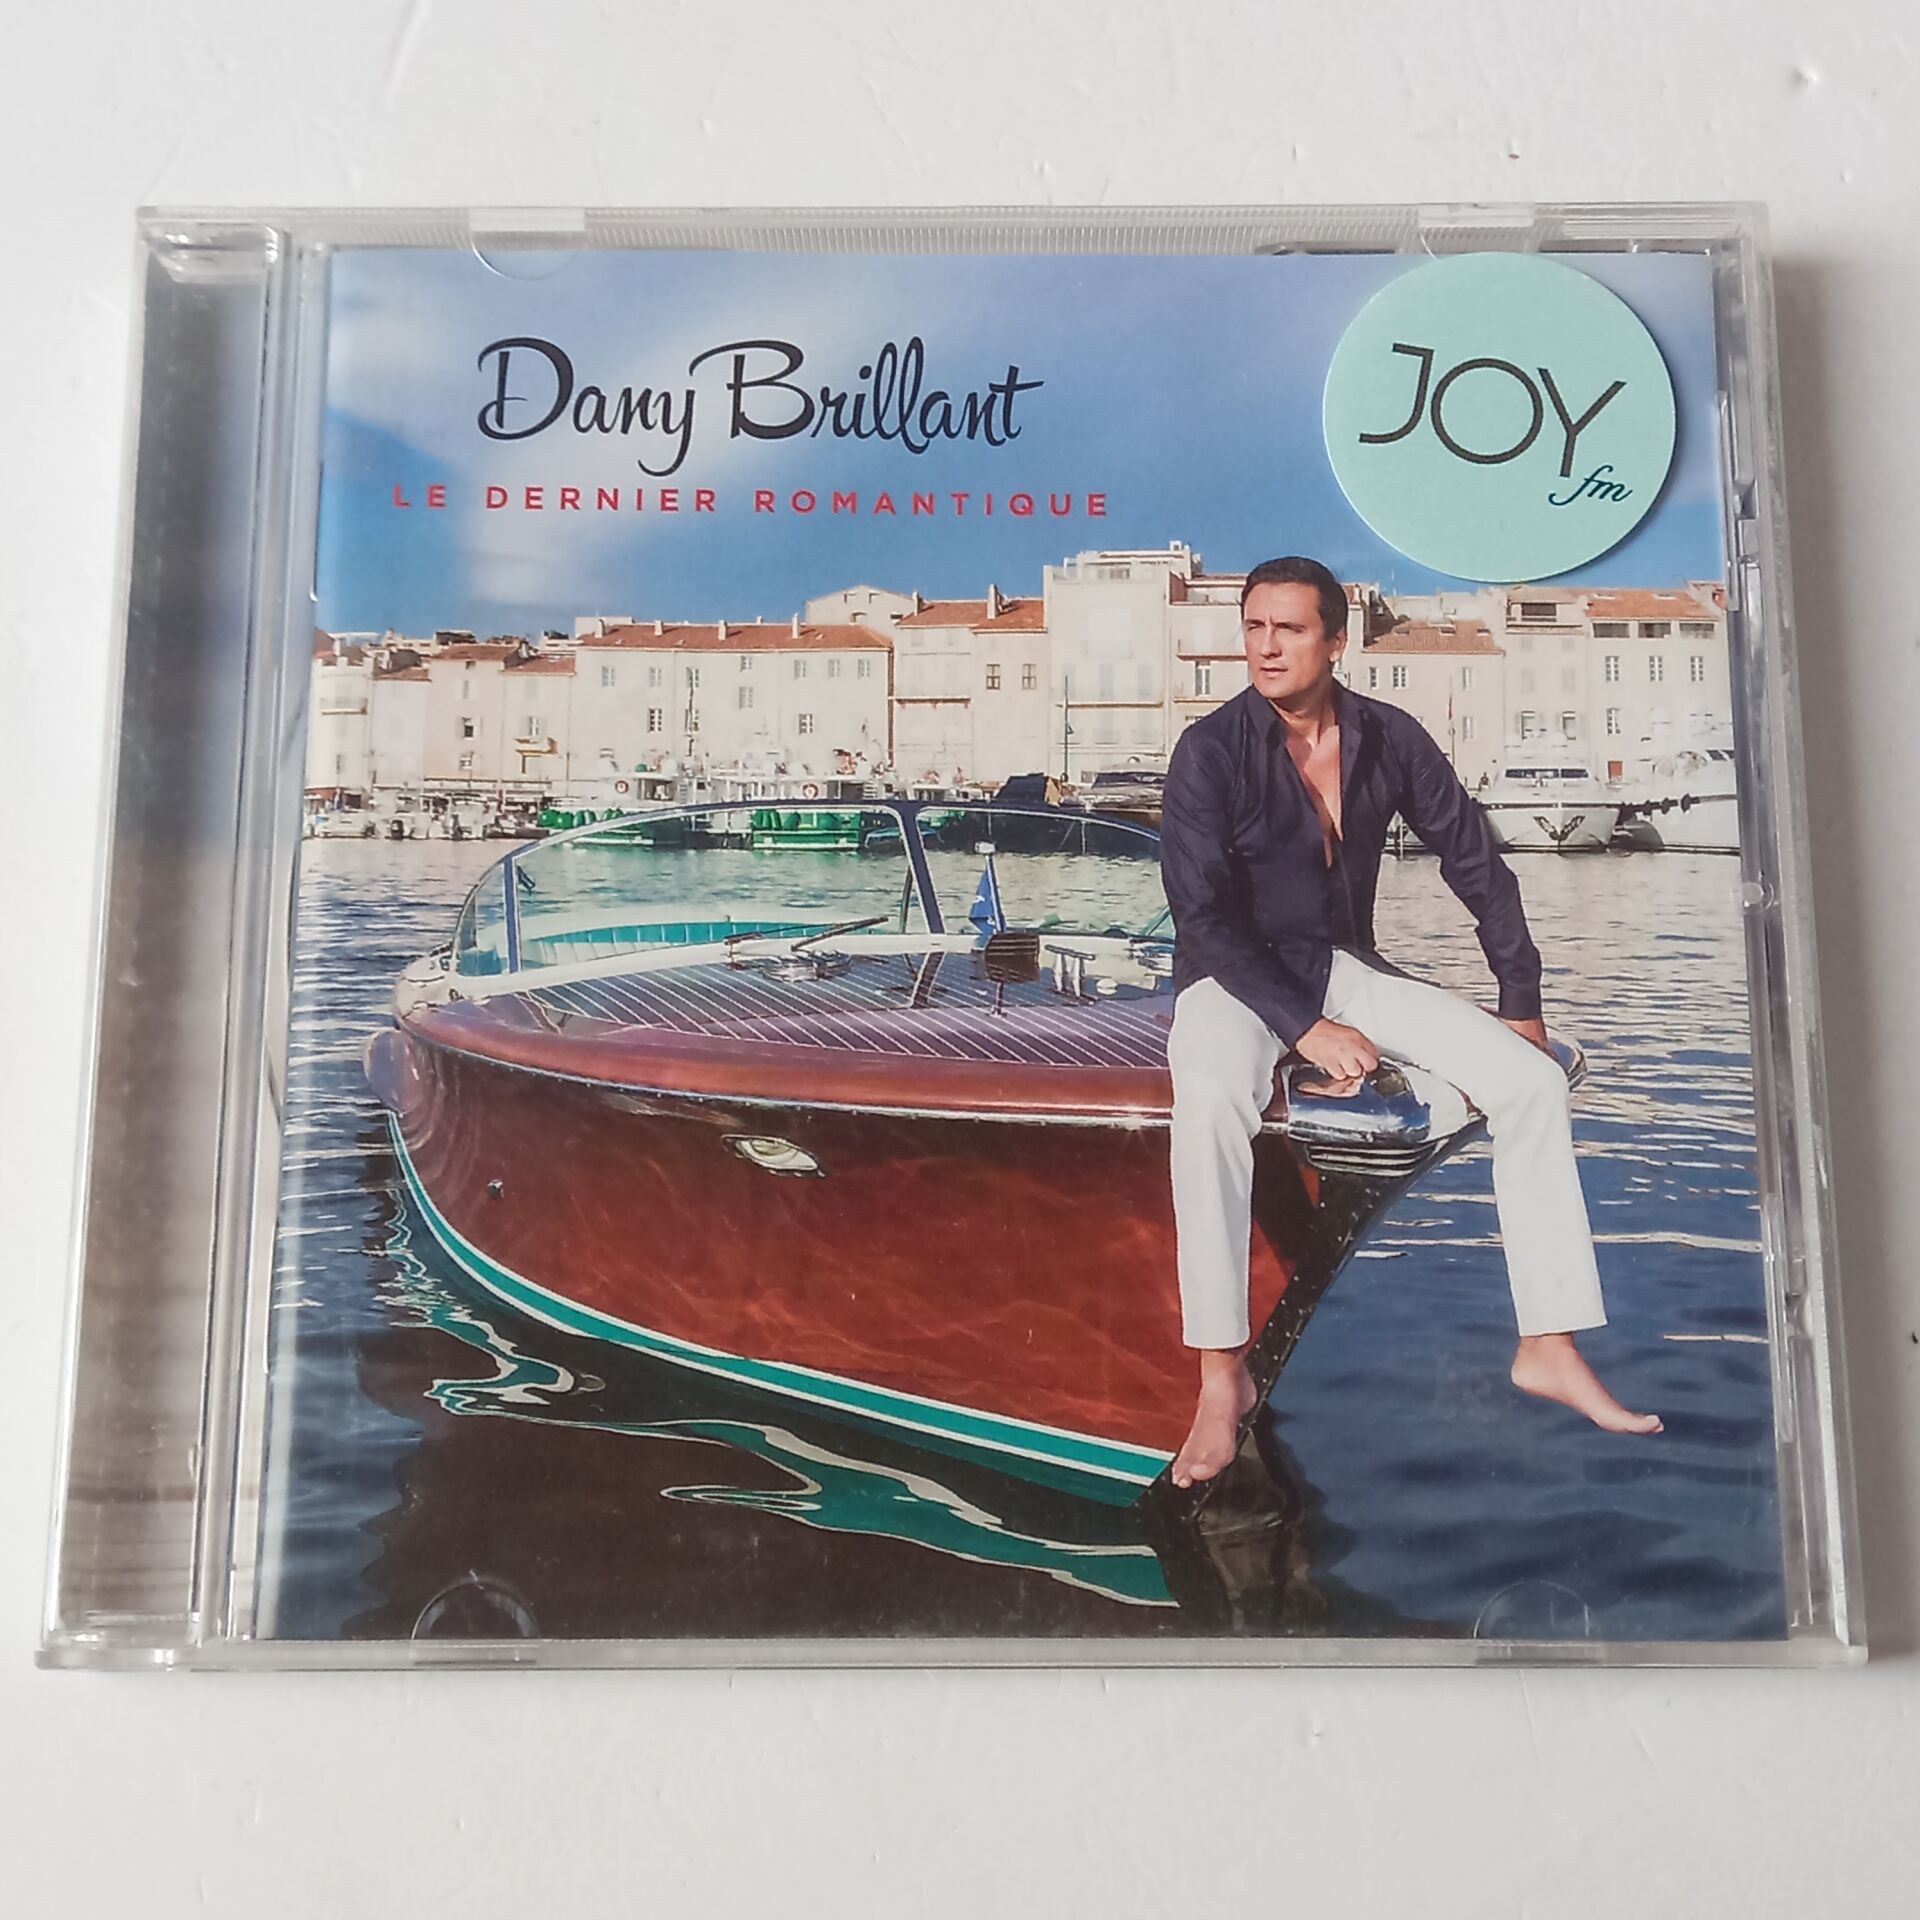 Dany Brillant
LE DERNIER ROMANTIQUE
JOY
fm